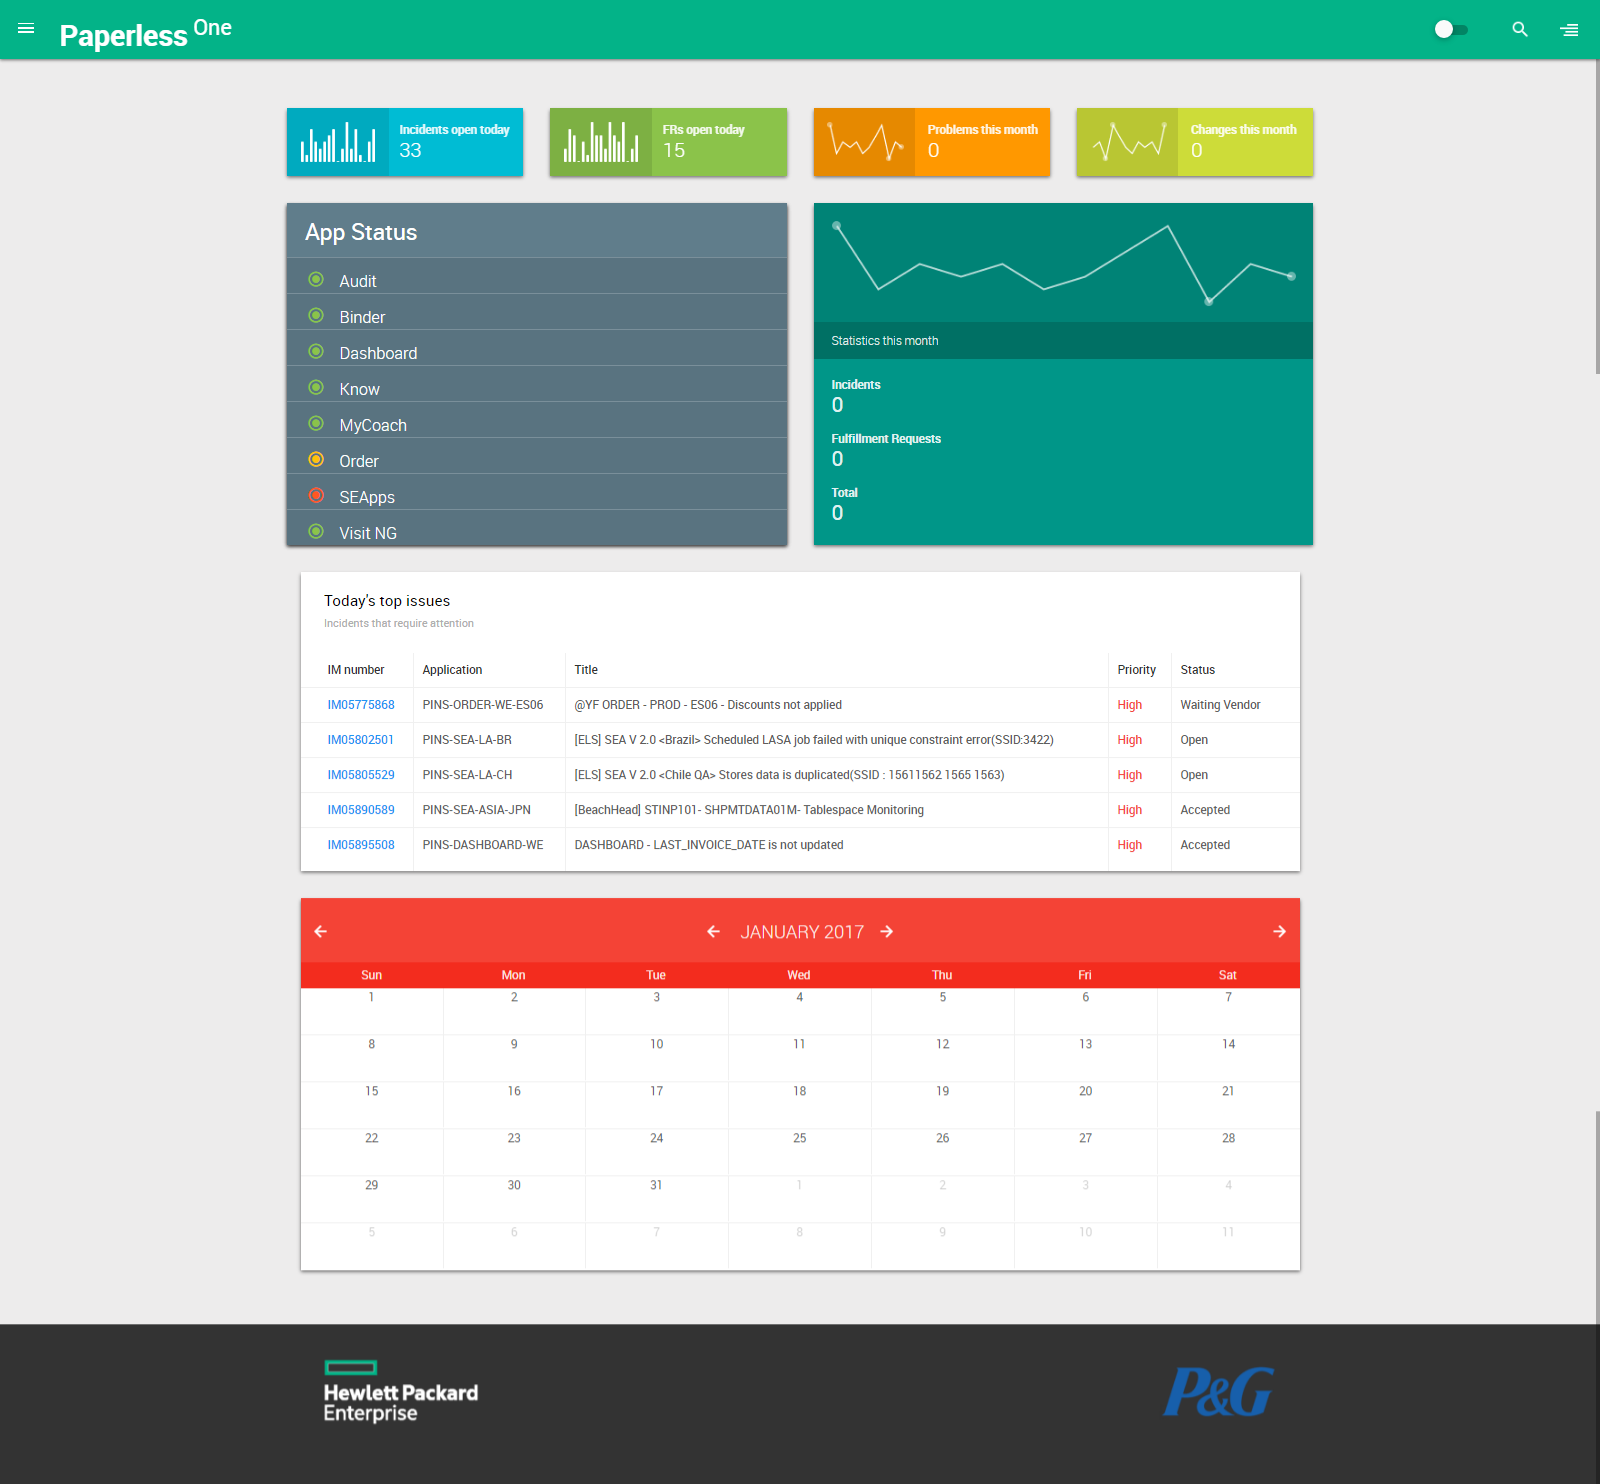 Paperless One
Incidents open today
33
FRs open today
15
Problems this month
0
Changes this month
0
App Status
Audit
Binder
Dashboard
Know
MyCoach
Order
SEApps
Visit NG
Statistics this month
Incidents
0
Fulfillment Requests
0
Total
0
Today's top issues
Incidents that require attention
IM number Application Title Priority Status
IM05775868 PINS-ORDER-WE-ES06 @YF ORDER - PROD - ES06 - Discounts not applied High Waiting Vendor
IM05802501 PINS-SEA-LA-BR [ELS] SEA V 2.0 <Brazil> Scheduled LASA job failed with unique constraint error(SSID:3422) High Open
IM05805529 PINS-SEA-LA-CH [ELS] SEA V 2.0 <Chile QA> Stores data is duplicated(SSID : 15611562 1565 1563) High Open
IM05890589 PINS-SEA-ASIA-JPN [BeachHead] STINP101- SHPMTDATA01M- Tablespace Monitoring High Accepted
IM05895508 PINS-DASHBOARD-WE DASHBOARD - LAST_INVOICE_DATE is not updated High Accepted
JANUARY 2017
Sun Mon Tue Wed Thu Fri Sat
1 2 3 4 5 6 7
8 9 10 11 12 13 14
15 16 17 18 19 20 21
22 23 24 25 26 27 28
29 30 31 1 2 3 4
5 6 7 8 9 10 11
Hewlett Packard
Enterprise
P&G